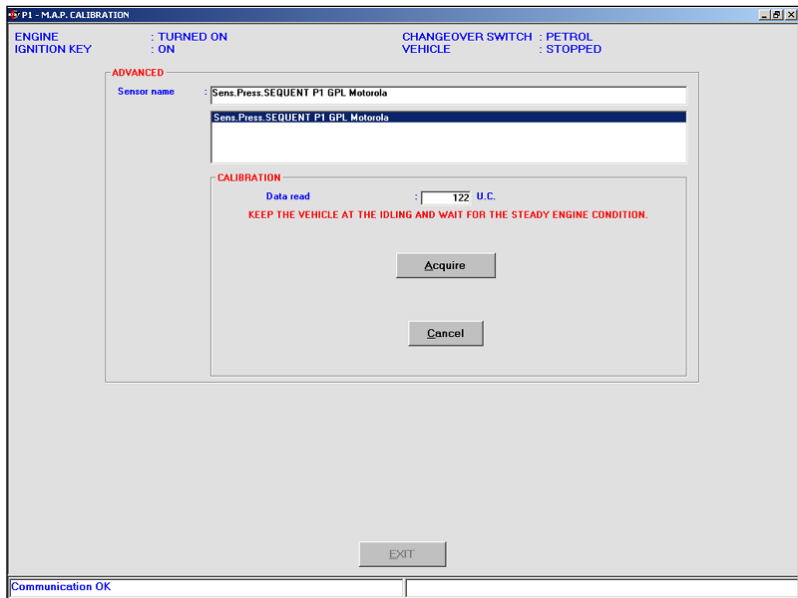 P1 - M.A.P. CALIBRATION
ENGINE : TURNED ON CHANGEOVER SWITCH : PETROL
IGNITION KEY : ON VEHICLE : STOPPED
ADVANCED
Sensor name : Sens.Press.SEQUENT P1 GPL Motorola
Sens.Press.SEQUENT P1 GPL Motorola
CALIBRATION
Data read : 122 U.C.
KEEP THE VEHICLE AT THE IDLING AND WAIT FOR THE STEADY ENGINE CONDITION.
Acquire
Cancel
EXIT
Communication OK